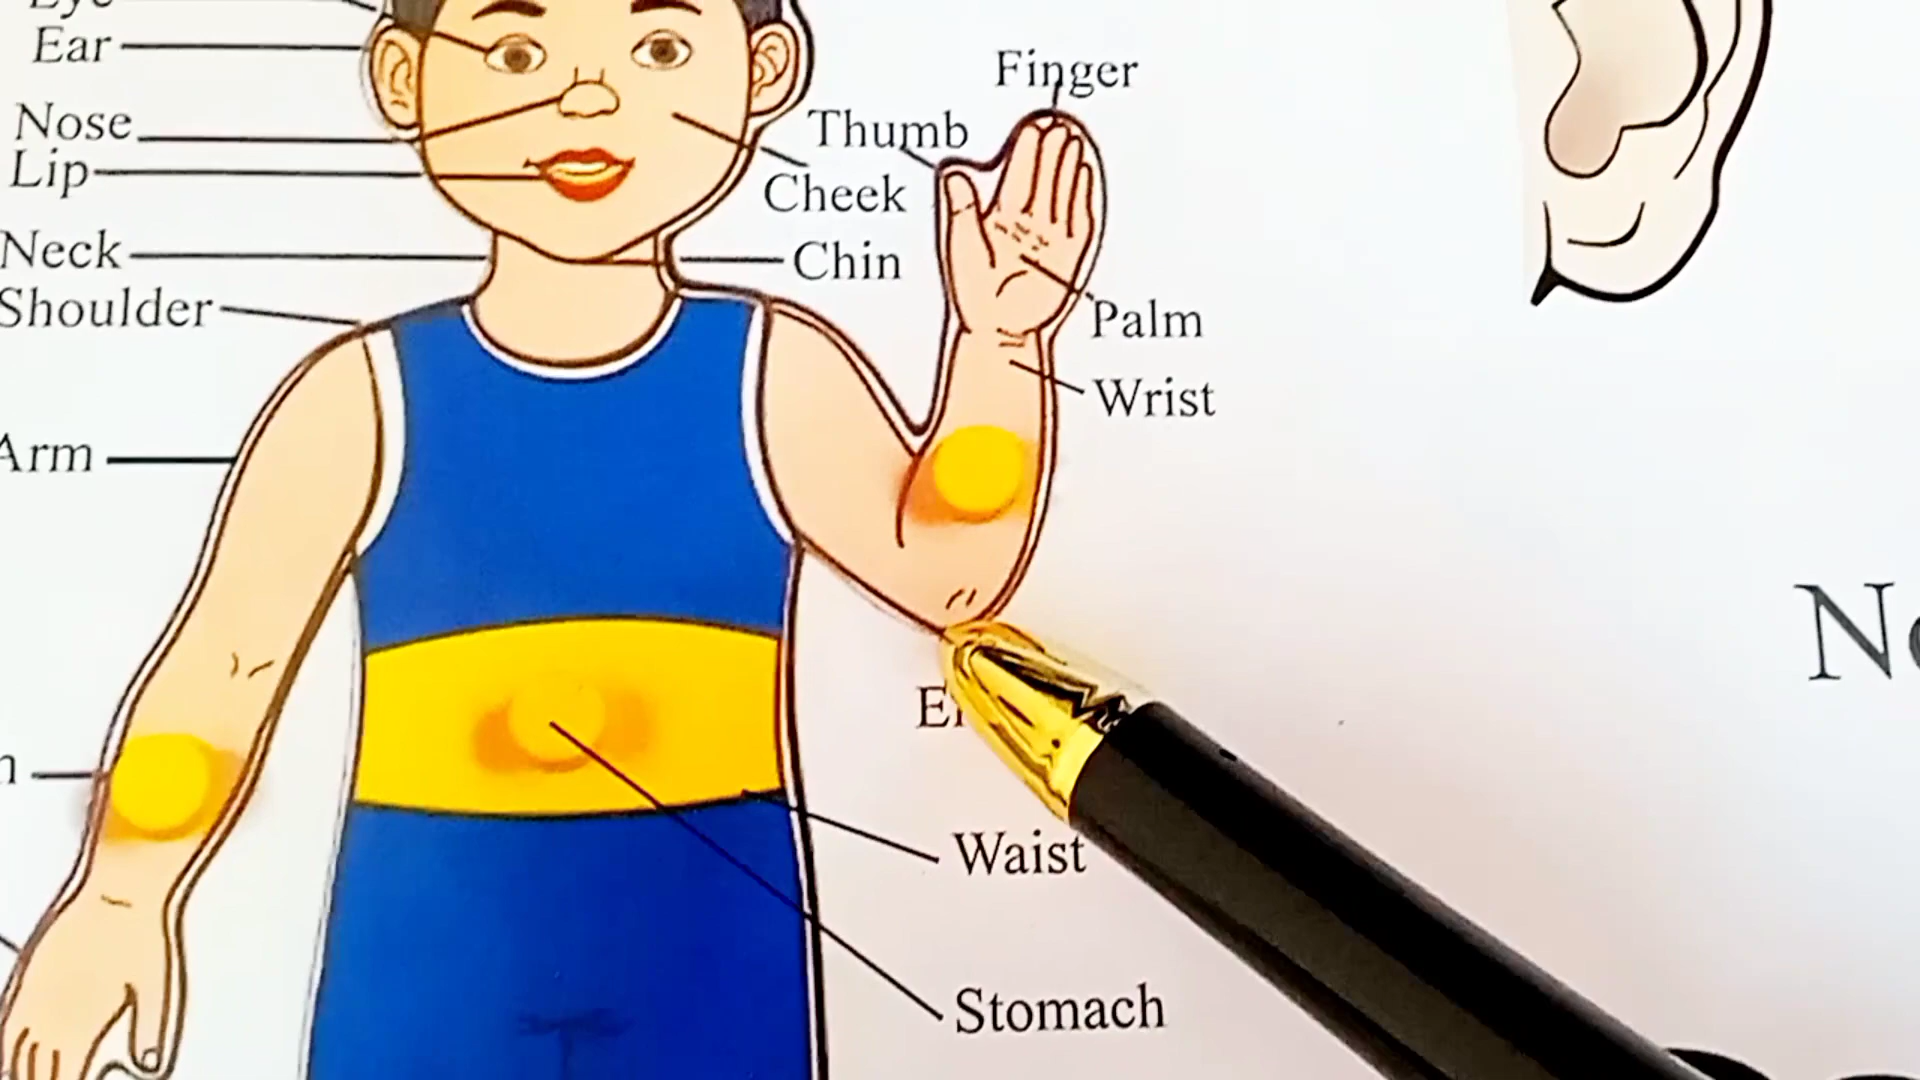 Ear
Nose
Lip
Neck
Shoulder
Arm
Finger
Thumb
Cheek
Chin
Palm
Wrist
Waist
Stomach